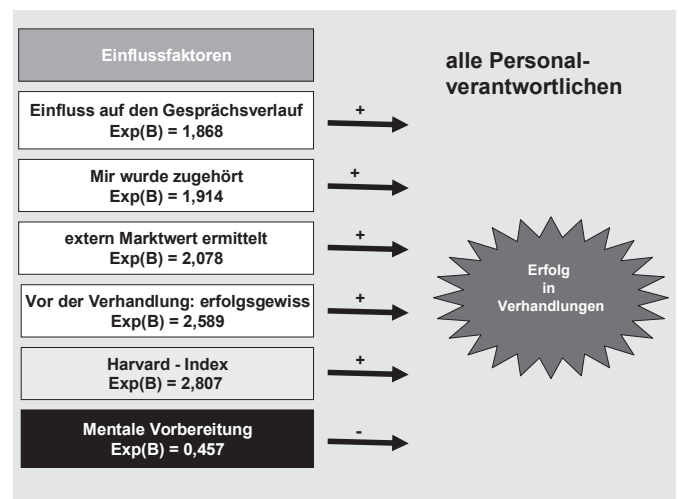 Einflussfaktoren
alle Personal-
verantwortlichen
Einfluss auf den Gesprächsverlauf
Exp(B) = 1,868
+
Mir wurde zugehört
Exp(B) = 1,914
+
extern Marktwert ermittelt
Exp(B) = 2,078
+
Vor der Verhandlung: erfolgsgewiss
Exp(B) = 2,589
+
Harvard - Index
Exp(B) = 2,807
+
Mentale Vorbereitung
Exp(B) = 0,457
-
Erfolg
in
Verhandlungen